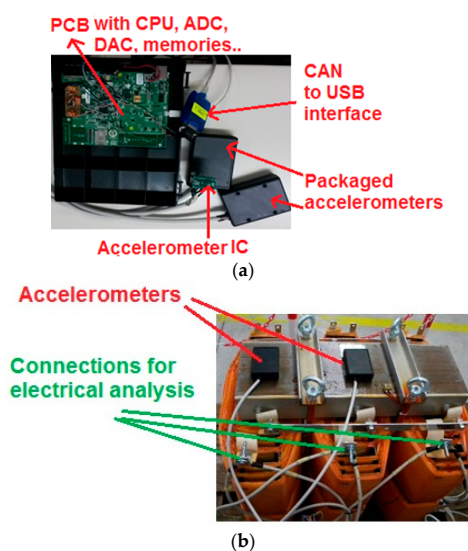 PCB with CPU, ADC,
DAC, memories..
CAN
to USB
interface
Packaged
accelerometers
Accelerometer IC
(a)
Accelerometers
Connections for
electrical analysis
(b)